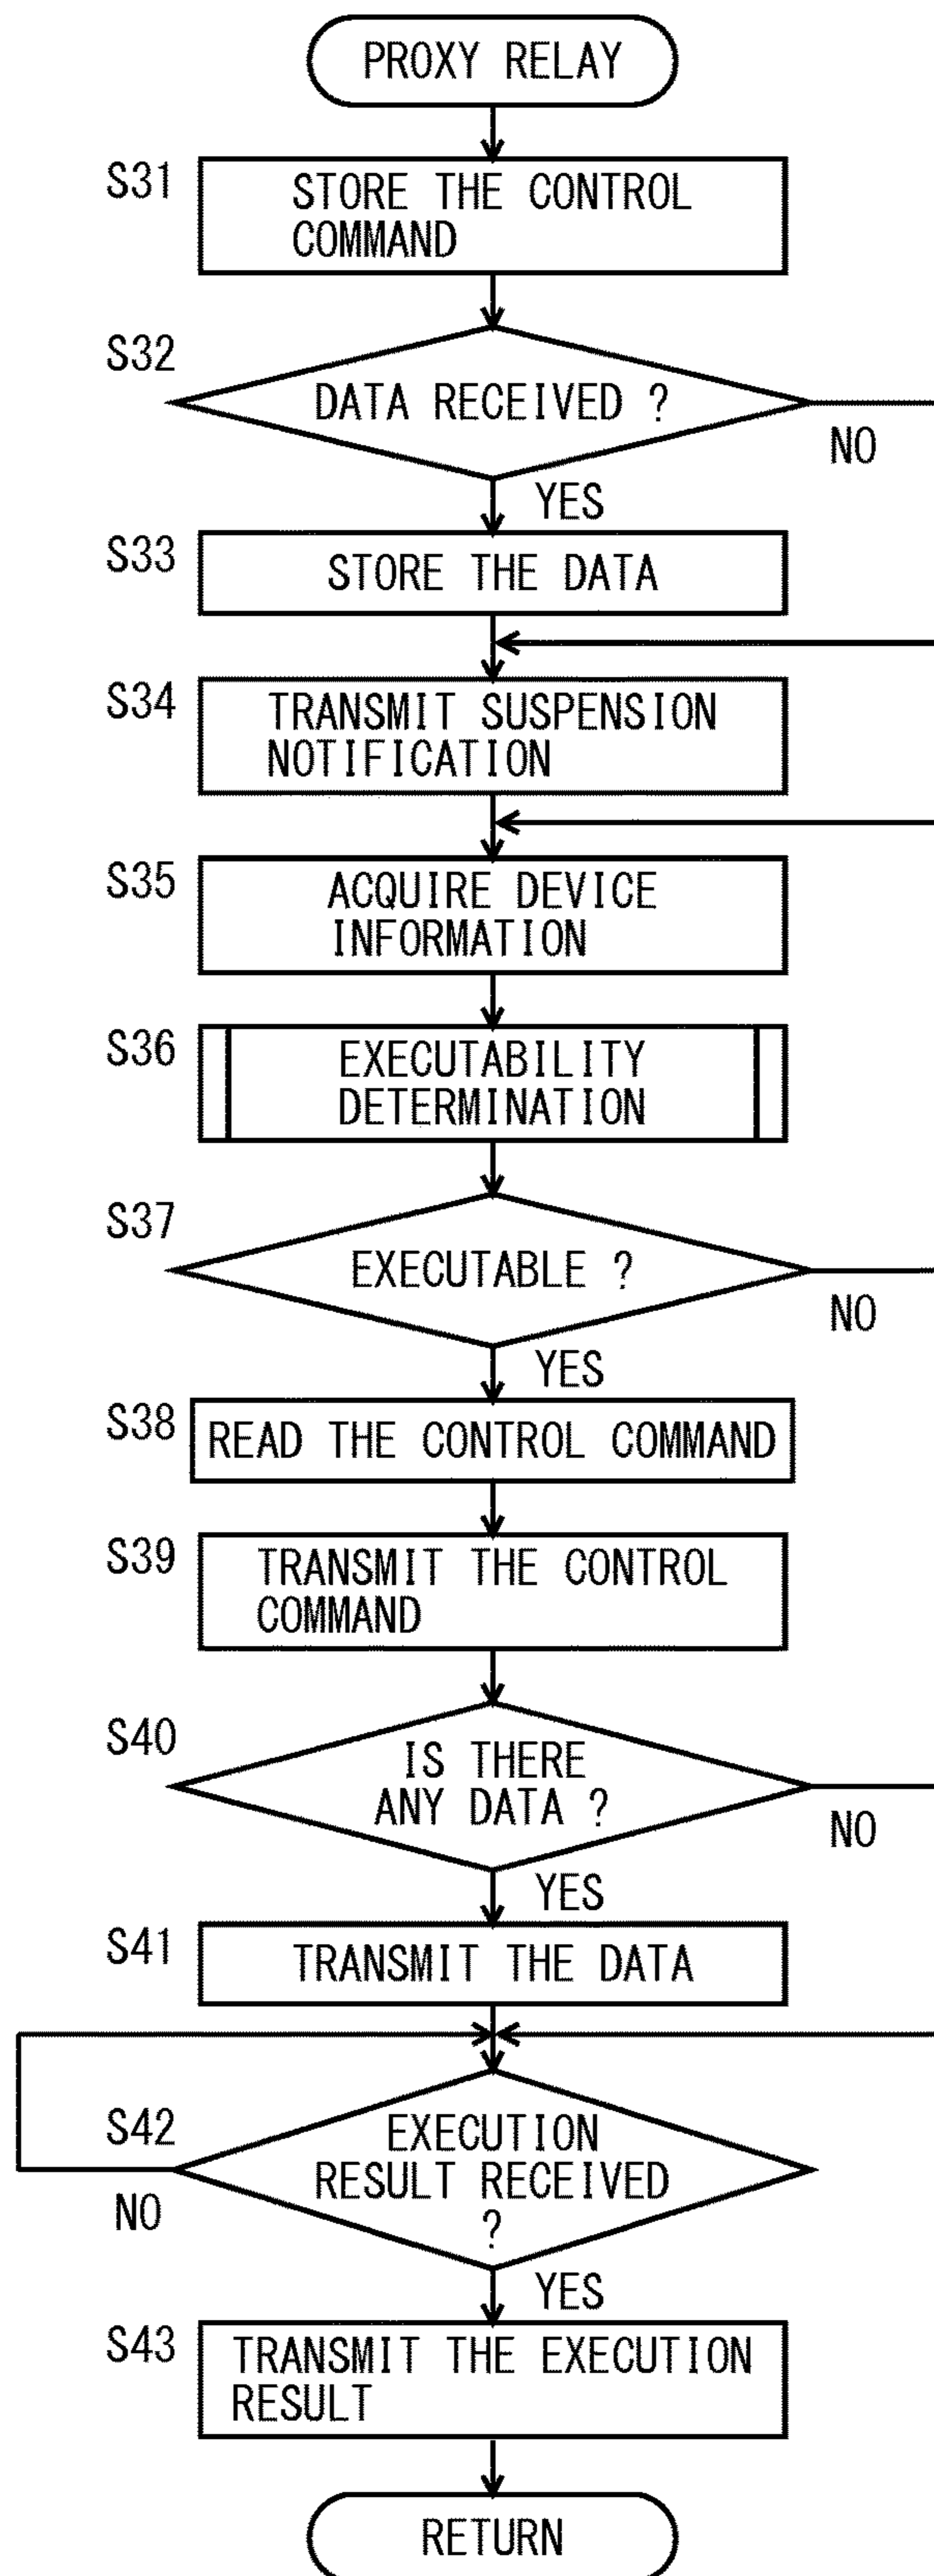 PROXY RELAY
S31
STORE THE CONTROL
COMMAND
S32
DATA RECEIVED ?
NO
YES
S33
STORE THE DATA
S34
TRANSMIT SUSPENSION
NOTIFICATION
S35
ACQUIRE DEVICE
INFORMATION
S36
EXECUTABILITY
DETERMINATION
S37
EXECUTABLE ?
NO
YES
S38
READ THE CONTROL COMMAND
S39
TRANSMIT THE CONTROL
COMMAND
S40
IS THERE
ANY DATA ?
NO
YES
S41
TRANSMIT THE DATA
S42
EXECUTION
RESULT RECEIVED
?
NO
YES
S43
TRANSMIT THE EXECUTION
RESULT
RETURN